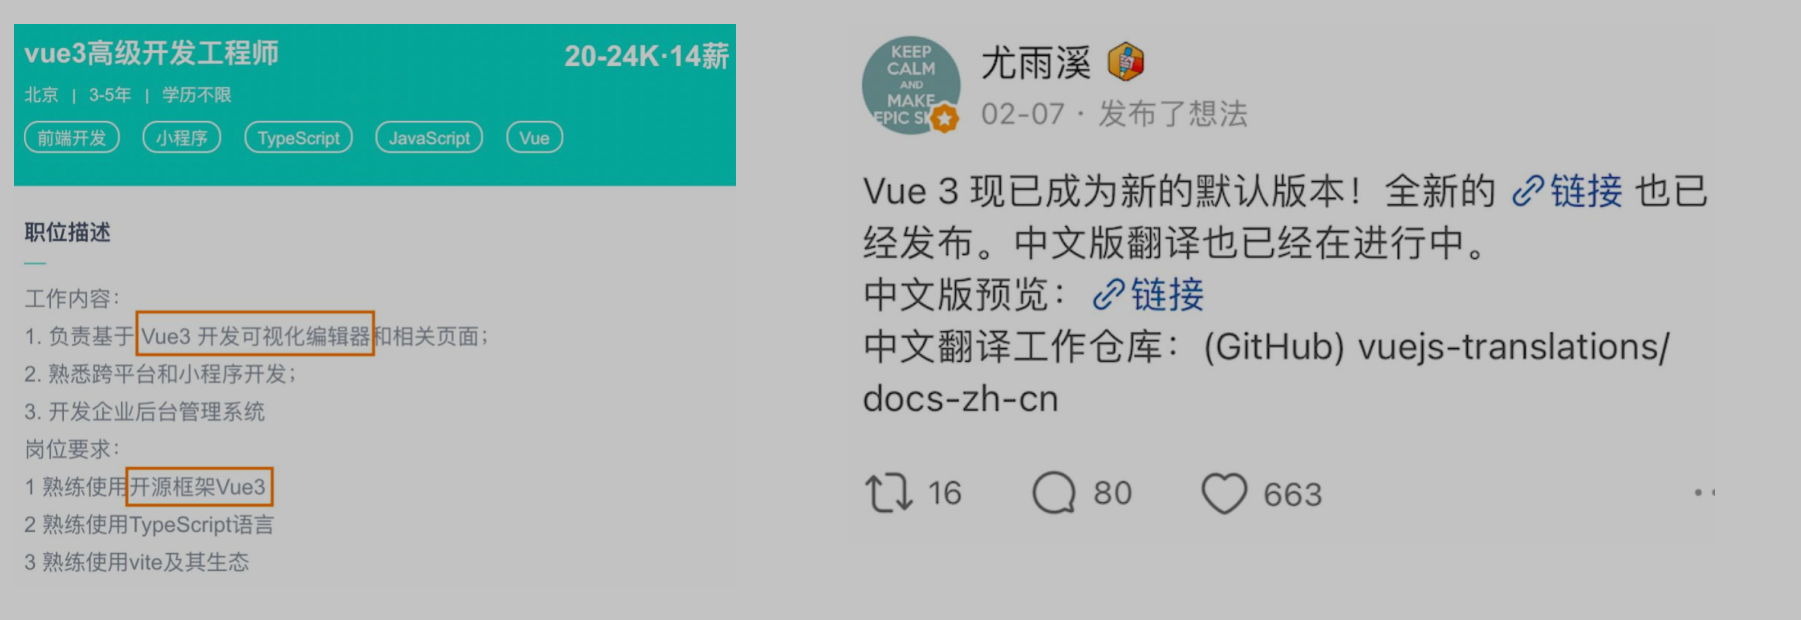 vue3高级开发工程师
20-24K·14薪
北京 | 3-5年 | 学历不限
前端开发 小程序 TypeScript JavaScript Vue
职位描述
工作内容：
1. 负责基于 Vue3 开发可视化编辑器和相关页面；
2. 熟悉跨平台和小程序开发；
3. 开发企业后台管理系统
岗位要求：
1 熟练使用开源框架Vue3
2 熟练使用TypeScript语言
3 熟练使用vite及其生态
KEEP
CALM
AND
MAKE
EPIC
尤雨溪
02-07 · 发布了想法
Vue 3 现已成为新的默认版本！全新的 链接 也已
经发布。中文版翻译也已经在进行中。
中文版预览：链接
中文翻译工作仓库：(GitHub) vuejs-translations/
docs-zh-cn
16 80 663